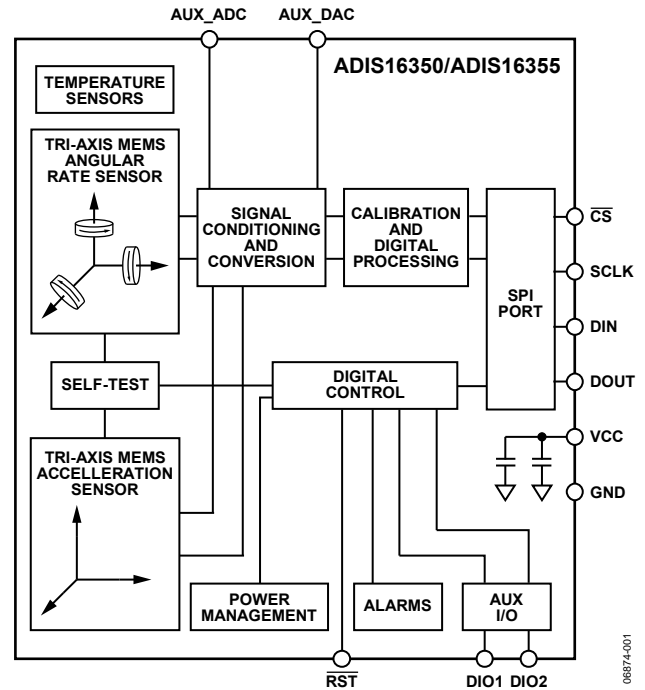 AUX_ADC AUX_DAC
ADIS16350/ADIS16355
TEMPERATURE
SENSORS
TRI-AXIS MEMS
ANGULAR
RATE SENSOR
SIGNAL
CONDITIONING
AND
CONVERSION
CALIBRATION
AND
DIGITAL
PROCESSING
SPI
PORT
CS
SCLK
DIN
DOUT
VCC
GND
SELF-TEST
DIGITAL
CONTROL
TRI-AXIS MEMS
ACCELLERATION
SENSOR
POWER
MANAGEMENT
ALARMS
AUX
I/O
RST
DIO1 DIO2
06874-001